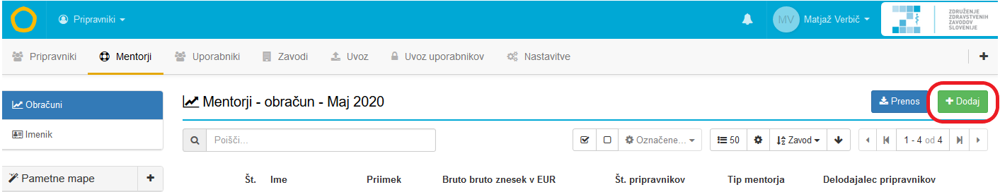 Pripravniki
MV Matjaž Verbič
ZDRUŽENJE
ZDRAVSTVENIH
ZAVODOV
SLOVENIJE
Pripravniki Mentorji Uporabniki Zavodi Uvoz Uvoz uporabnikov Nastavitve
Obračuni
Imenik
Pametne mape
Mentorji - obračun - Maj 2020
Prenos
Dodaj
Poišči...
Označene...
50
Zavod
1 - 4 od 4
Št. Ime Priimek Bruto bruto znesek v EUR Št. pripravnikov Tip mentorja Delodajalec pripravnikov